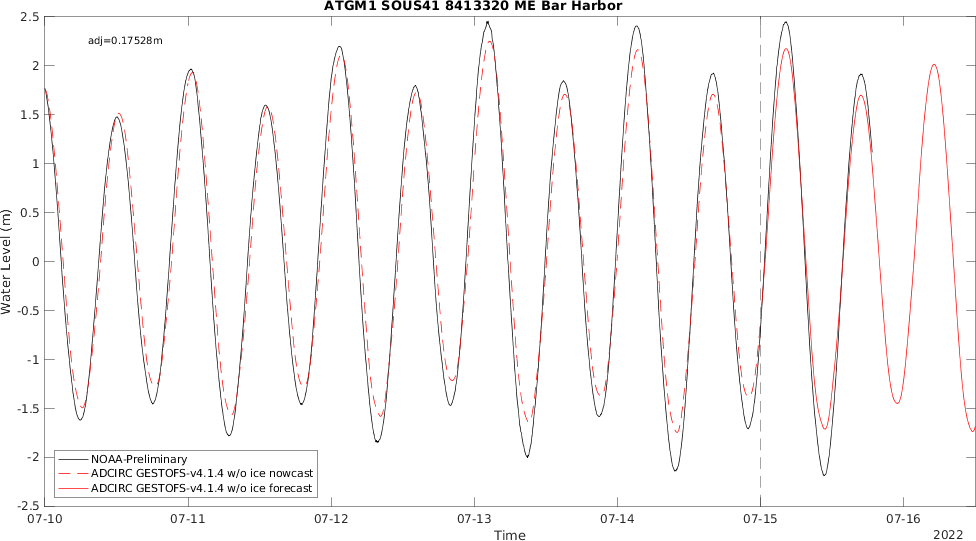 ATGM1 SOUS41 8413320 ME Bar Harbor
adj=0.17528m
2.5
2
1.5
1
0.5
0
-0.5
-1
-1.5
-2
-2.5
Water Level (m)
NOAA-Preliminary
ADCIRC GESTOFS-v4.1.4 w/o ice nowcast
ADCIRC GESTOFS-v4.1.4 w/o ice forecast
07-10 07-11 07-12 07-13 07-14 07-15 07-16
Time
2022